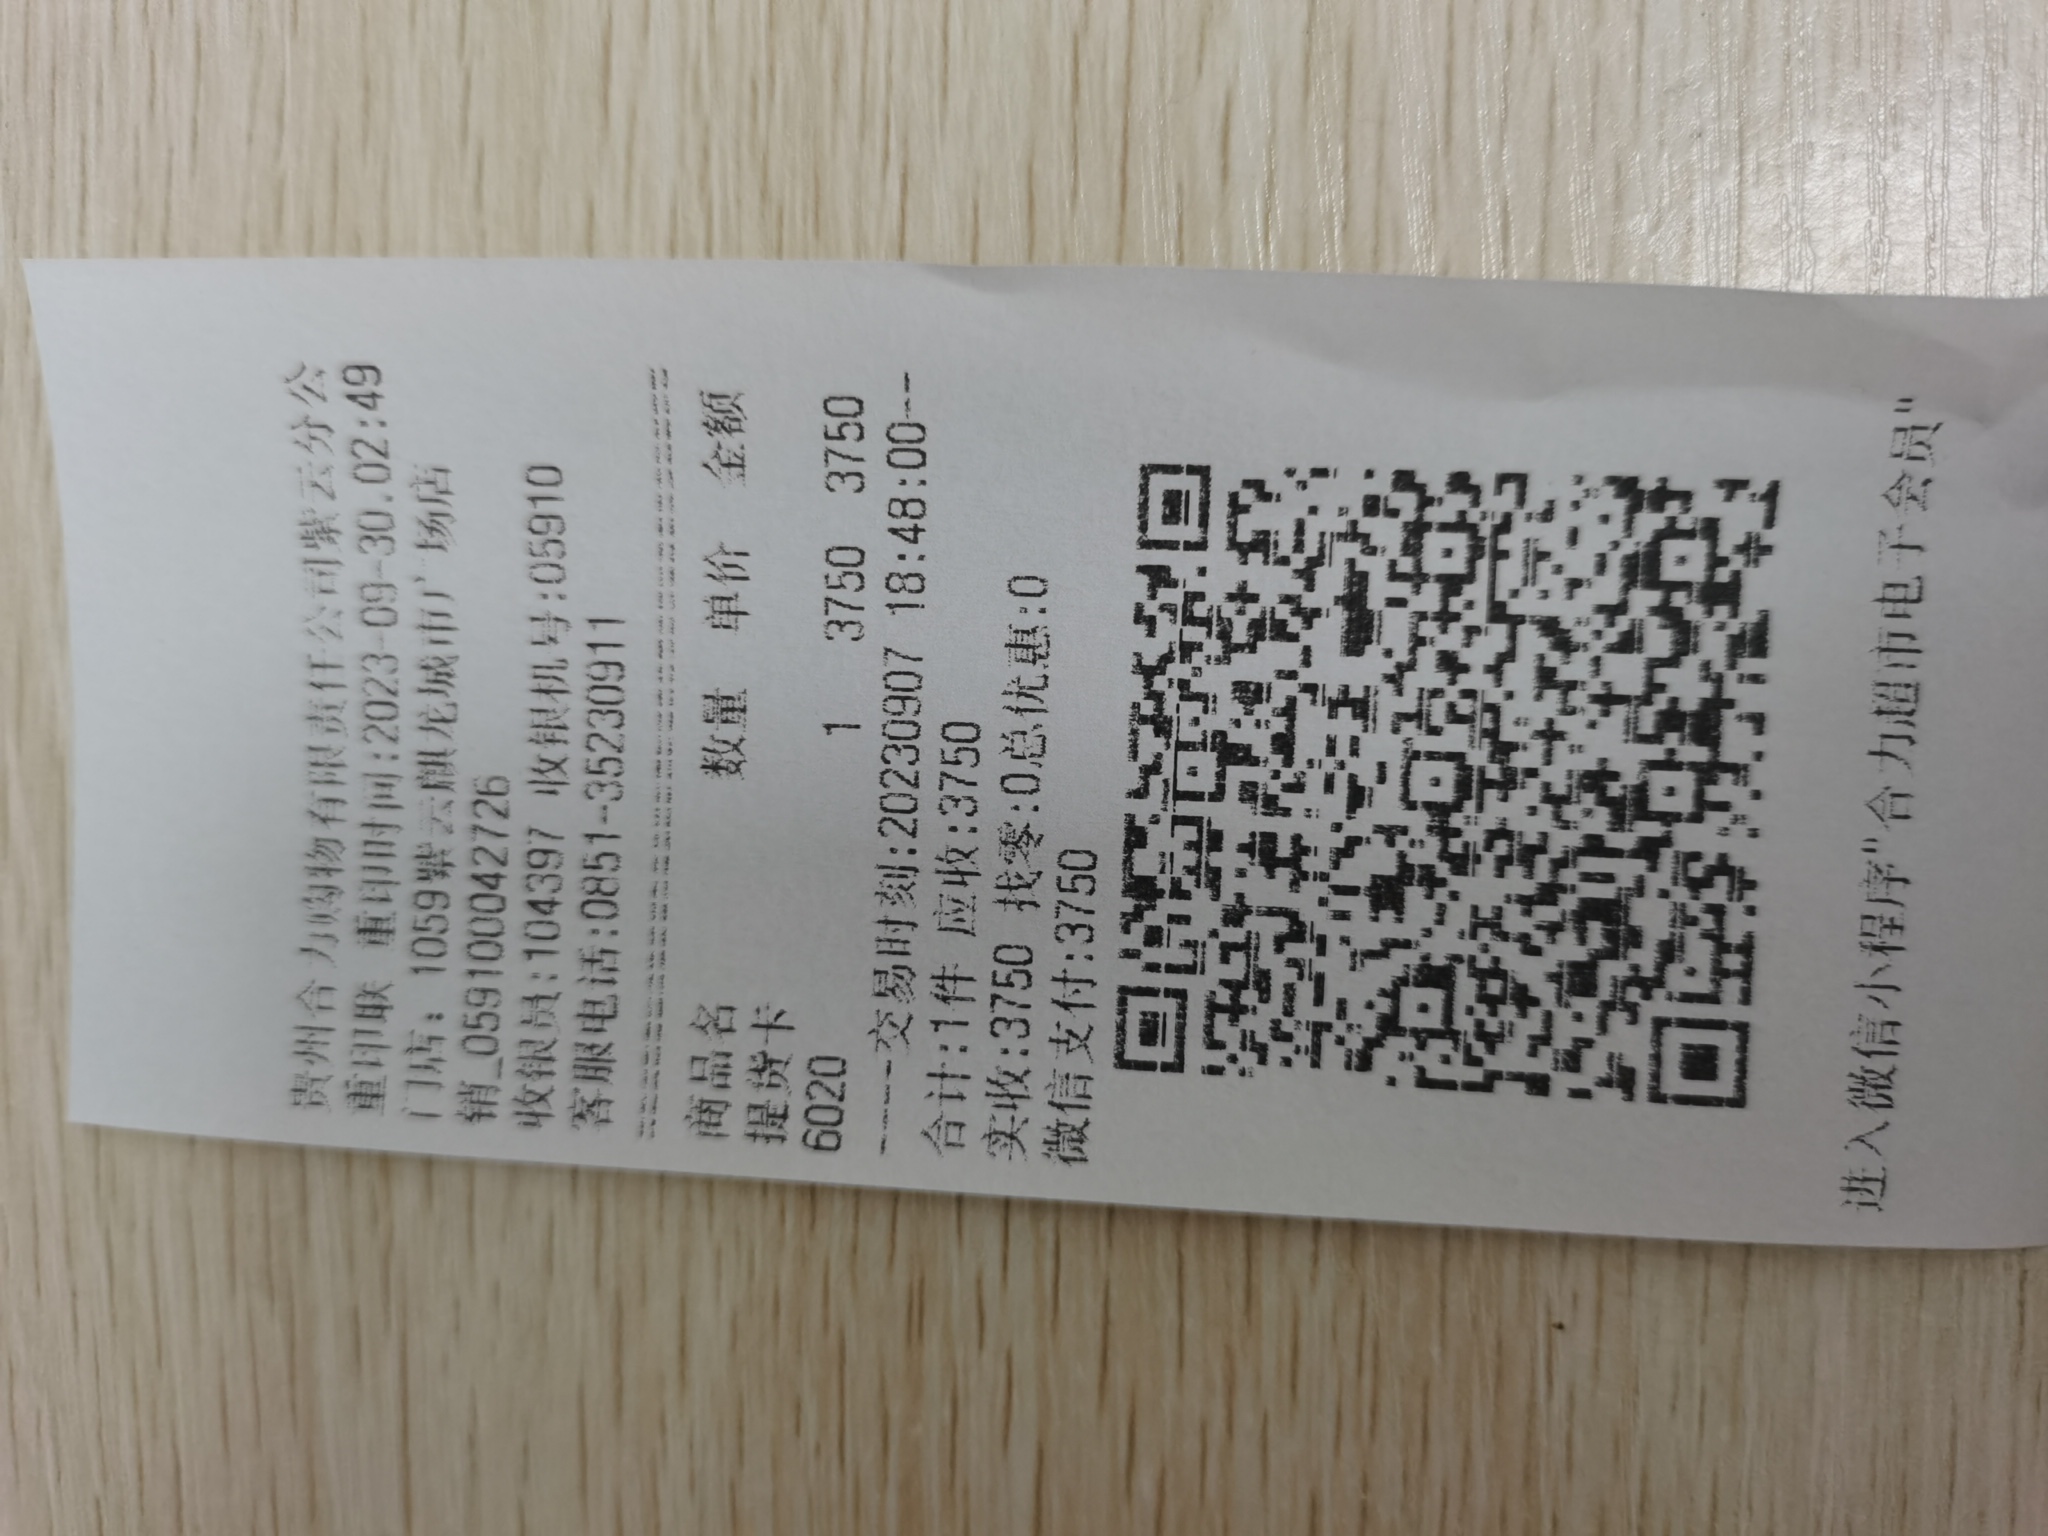 贵州合力购物有限责任公司紫云分公
重印联 重印时间:2023-09-30.02:49
门店: 1059紫云麒龙城市广场店
销_0591000042726
收银员:104397 收银机号:05910
客服电话:0851-35230911
商品名 数量 单价 金额
提货卡
6020 1 3750 3750
----交易时刻:20230907 18:48:00---
合计:1件 应收:3750
实收:3750 找零:0总优惠:0
微信支付:3750
进入微信小程序"合力超市电子会员"